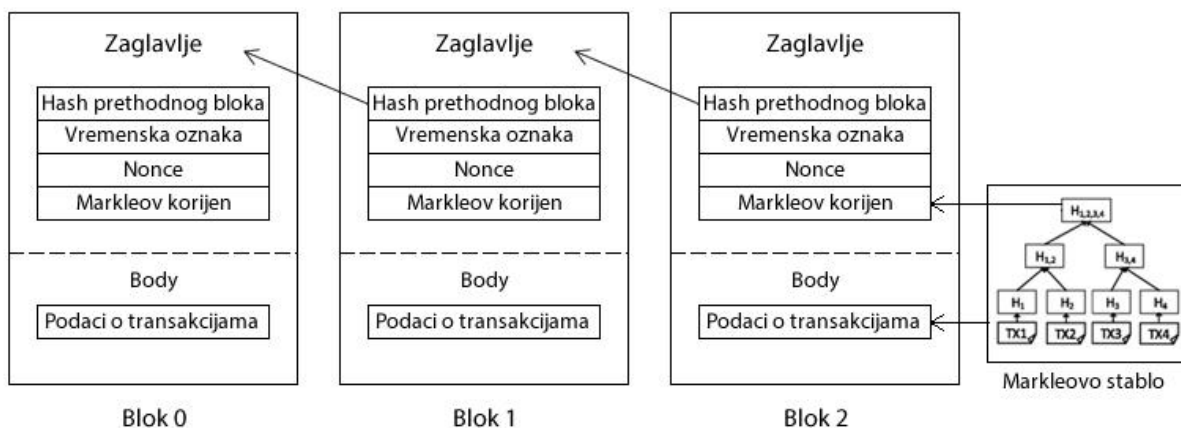 Zaglavlje
Hash prethodnog bloka
Vremenska oznaka
Nonce
Markleov korijen
Body
Podaci o transakcijama
Blok 0
Zaglavlje
Hash prethodnog bloka
Vremenska oznaka
Nonce
Markleov korijen
Body
Podaci o transakcijama
Blok 1
Zaglavlje
Hash prethodnog bloka
Vremenska oznaka
Nonce
Markleov korijen
Body
Podaci o transakcijama
Blok 2
H1,2,3,4
H1,2 H3,4
H1 H2 H3 H4
TX1 TX2 TX3 TX4
Markleovo stablo